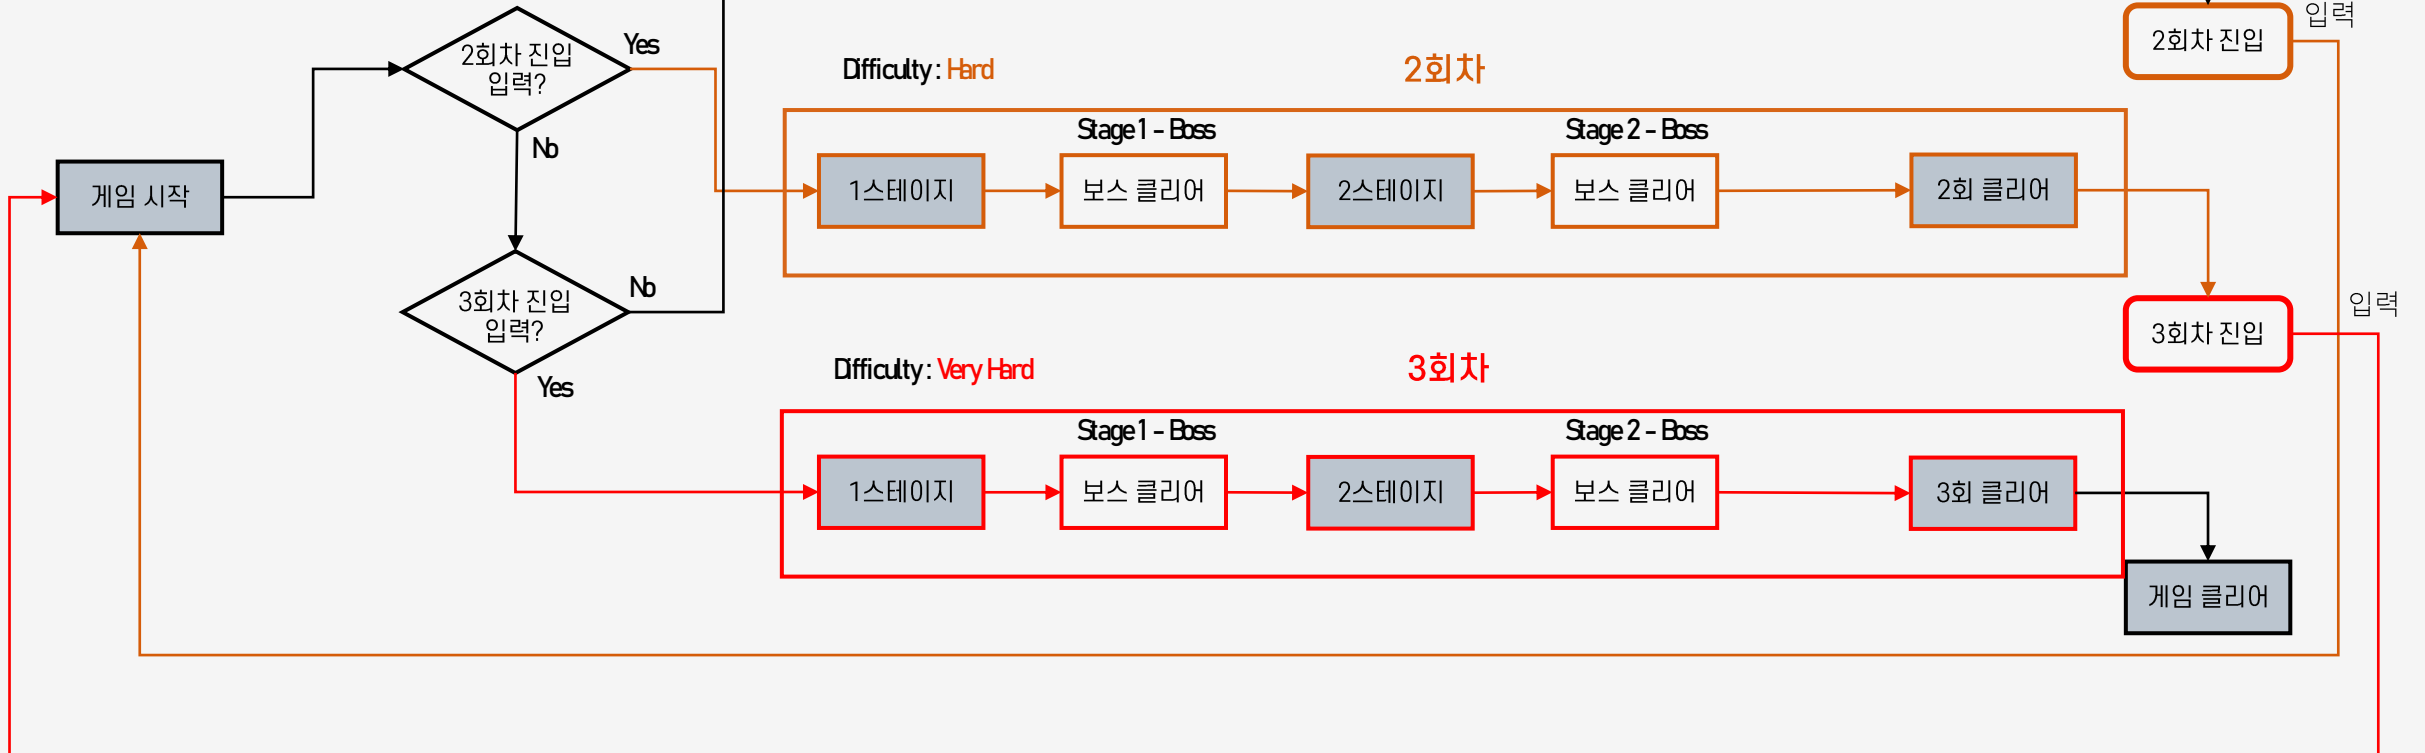 입력
2회차 진입
2회차 진입
입력?
Yes
No
Difficulty : Hard
2회차
Stage 1 - Boss
Stage 2 - Boss
게임 시작
1스테이지
보스 클리어
2스테이지
보스 클리어
2회 클리어
3회차 진입
입력?
No
Yes
입력
3회차 진입
Difficulty : Very Hard
3회차
Stage 1 - Boss
Stage 2 - Boss
1스테이지
보스 클리어
2스테이지
보스 클리어
3회 클리어
게임 클리어